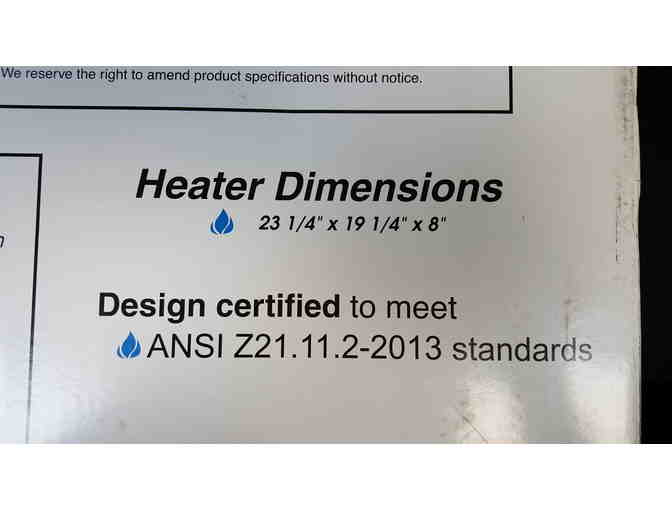 We reserve the right to amend product specifications without notice.
Heater Dimensions
23 1/4" x 19 1/4" x 8"
Design certified to meet
ANSI Z21.11.2-2013 standards